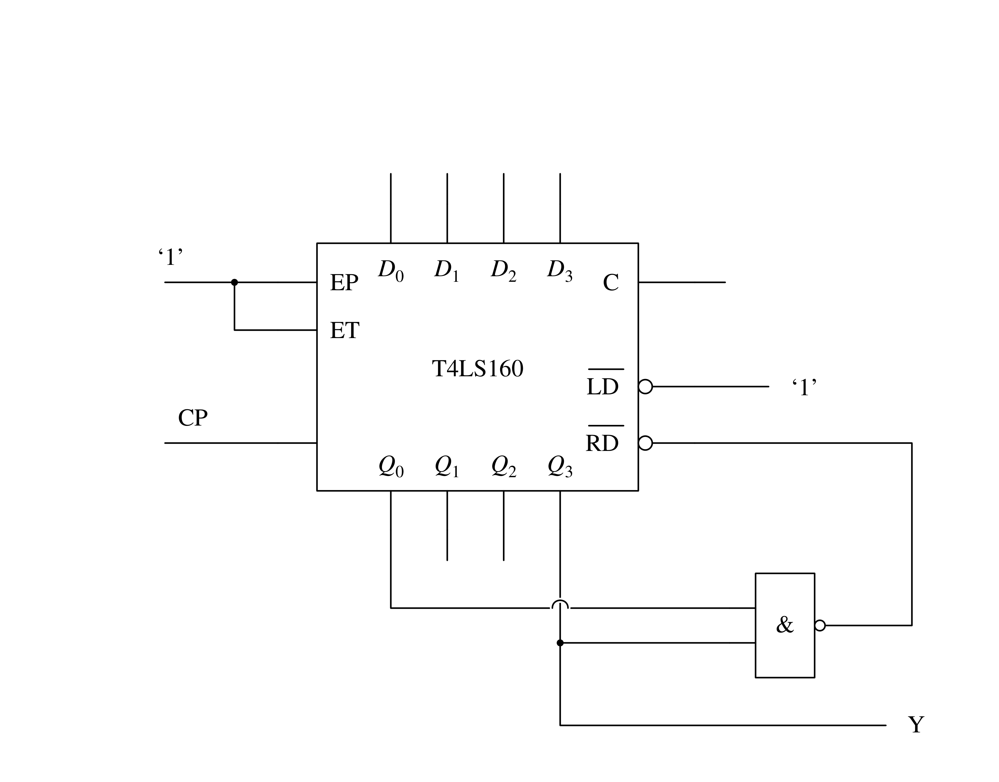 ‘1’
EP
D0
D1
D2
D3
C
ET
T4LS160
LD
‘1’
CP
RD
Q0
Q1
Q2
Q3
&
Y